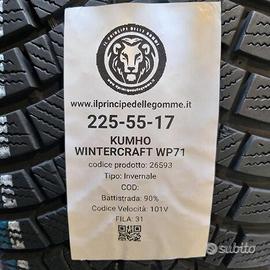 IL PRINCIPE DELLE GOMME
www.ilprincipedellegomme.it
225-55-17
KUMHO
WINTERCRAFT WP71
codice prodotto: 26593
Tipo: Invernale
COD:
Battistrada: 90%
Codice Velocità: 101V
FILA: 31
subito